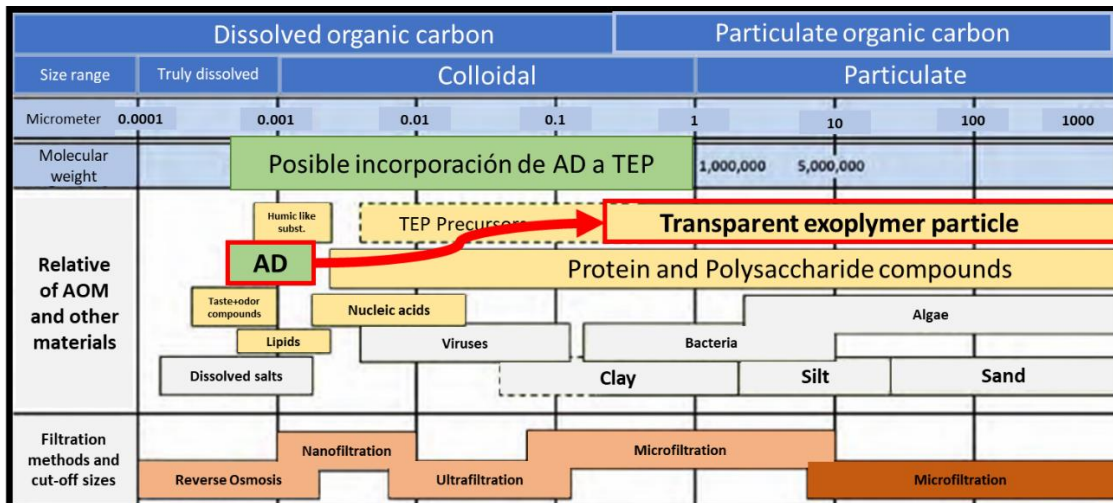 Dissolved organic carbon
Particulate organic carbon
Size range
Truly dissolved
Colloidal
Particulate
Micrometer
0.0001
0.001
0.01
0.1
1
10
100
1000
Molecular
weight
Posible incorporación de AD a TEP
1,000,000
5,000,000
Relative
of AOM
and other
materials
Humic like
subst.
TEP Precursors
Transparent exoplymer particle
AD
Protein and Polysaccharide compounds
Taste+odor
compounds
Nucleic acids
Algae
Lipids
Viruses
Bacteria
Dissolved salts
Clay
Silt
Sand
Filtration
methods and
cut-off sizes
Nanofiltration
Microfiltration
Reverse Osmosis
Ultrafiltration
Microfiltration